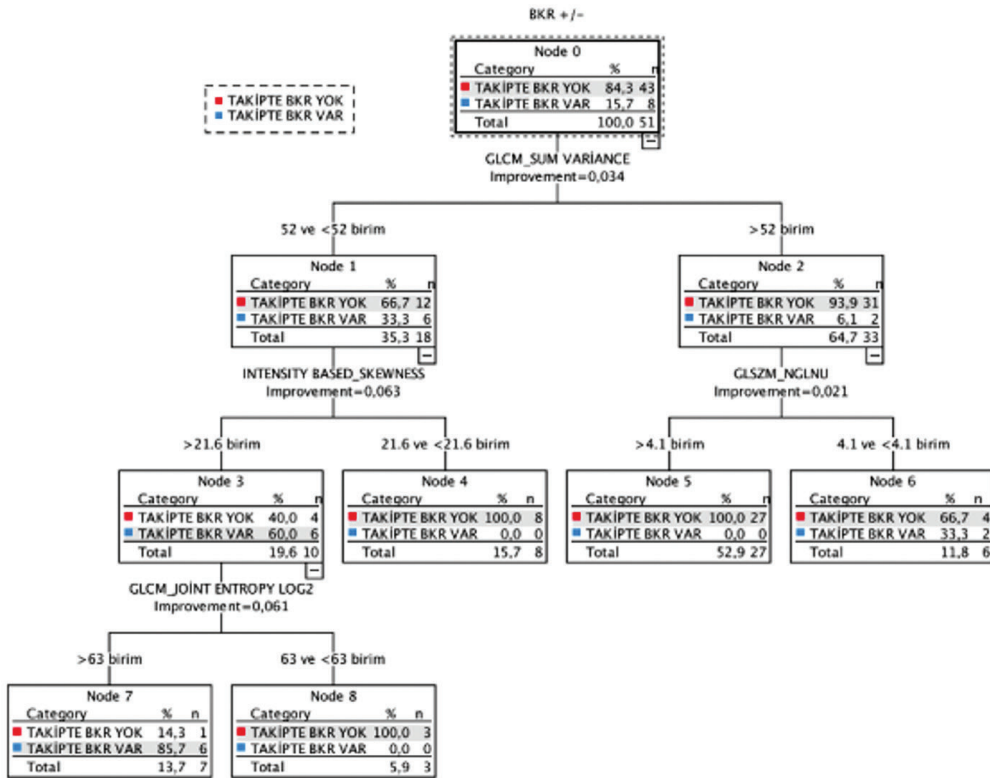 BKR +/-
TAKİPTE BKR YOK
TAKİPTE BKR VAR
Node 0
Category % n
TAKİPTE BKR YOK 84,3 43
TAKİPTE BKR VAR 15,7 8
Total 100,0 51
GLCM_SUM VARİANCE
Improvement=0,034
52 ve <52 birim
>52 birim
Node 1
Category % n
TAKİPTE BKR YOK 66,7 12
TAKİPTE BKR VAR 33,3 6
Total 35,3 18
Node 2
Category % n
TAKİPTE BKR YOK 93,9 31
TAKİPTE BKR VAR 6,1 2
Total 64,7 33
INTENSITY BASED_SKEWNESS
Improvement=0,063
GLSZM_NGLNU
Improvement=0,021
>21.6 birim
21.6 ve <21.6 birim
>4.1 birim
4.1 ve <4.1 birim
Node 3
Category % n
TAKİPTE BKR YOK 40,0 4
TAKİPTE BKR VAR 60,0 6
Total 19,6 10
Node 4
Category % n
TAKİPTE BKR YOK 100,0 8
TAKİPTE BKR VAR 0,0 0
Total 15,7 8
Node 5
Category % n
TAKİPTE BKR YOK 100,0 27
TAKİPTE BKR VAR 0,0 0
Total 52,9 27
Node 6
Category % n
TAKİPTE BKR YOK 66,7 4
TAKİPTE BKR VAR 33,3 2
Total 11,8 6
GLCM_JOİNT ENTROPY LOG2
Improvement=0,061
>63 birim
63 ve <63 birim
Node 7
Category % n
TAKİPTE BKR YOK 14,3 1
TAKİPTE BKR VAR 85,7 6
Total 13,7 7
Node 8
Category % n
TAKİPTE BKR YOK 100,0 3
TAKİPTE BKR VAR 0,0 0
Total 5,9 3